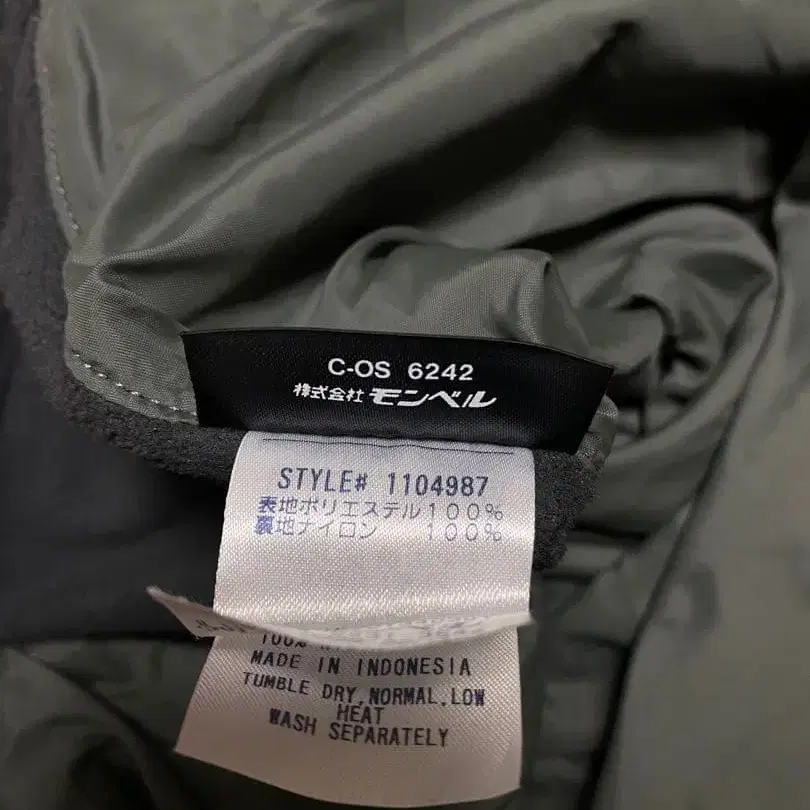 C-OS 6242
株式会社 モンベル
STYLE# 1104987
表地ポリエステル100%
裏地ナイロン 100%
100%
MADE IN INDONESIA
TUMBLE DRY,NORMAL,LOW
HEAT
WASH SEPARATELY